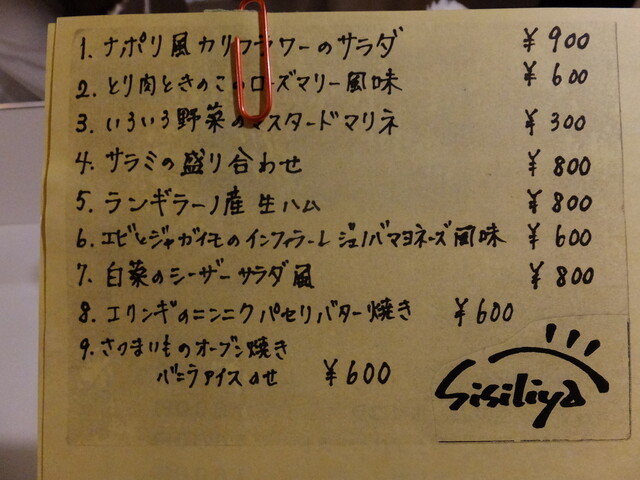 1. ナポリ風カリフラワーのサラダ ¥900
2. とり肉ときのこのローズマリー風味 ¥600
3. いろいろ野菜のマスタードマリネ ¥300
4. サラミの盛り合わせ ¥800
5. ランギラーノ産生ハム ¥800
6. エビとジャガイモのインフィラーレ ジェノバマヨネーズ風味 ¥600
7. 白菜のシーザーサラダ風 ¥800
8. エリンギのニンニクパセリバター焼き ¥600
9. さつまいものオーブン焼き
バニラアイスのせ ¥600
Sisiliya